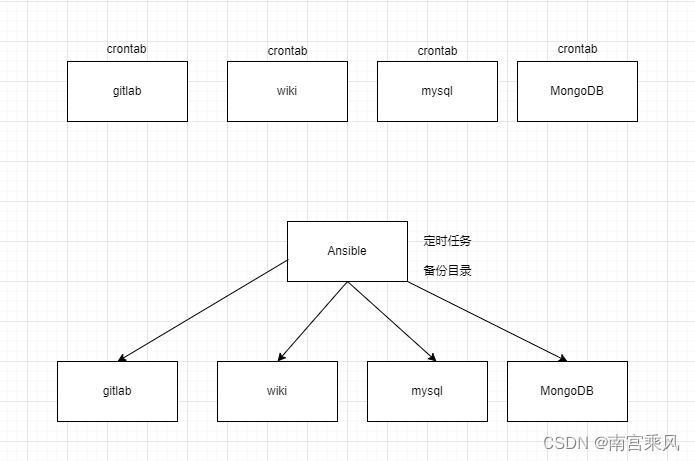 crontab crontab crontab crontab
gitlab wiki mysql MongoDB
Ansible
定时任务
备份目录
gitlab wiki mysql MongoDB
CSDN @南宫乘风